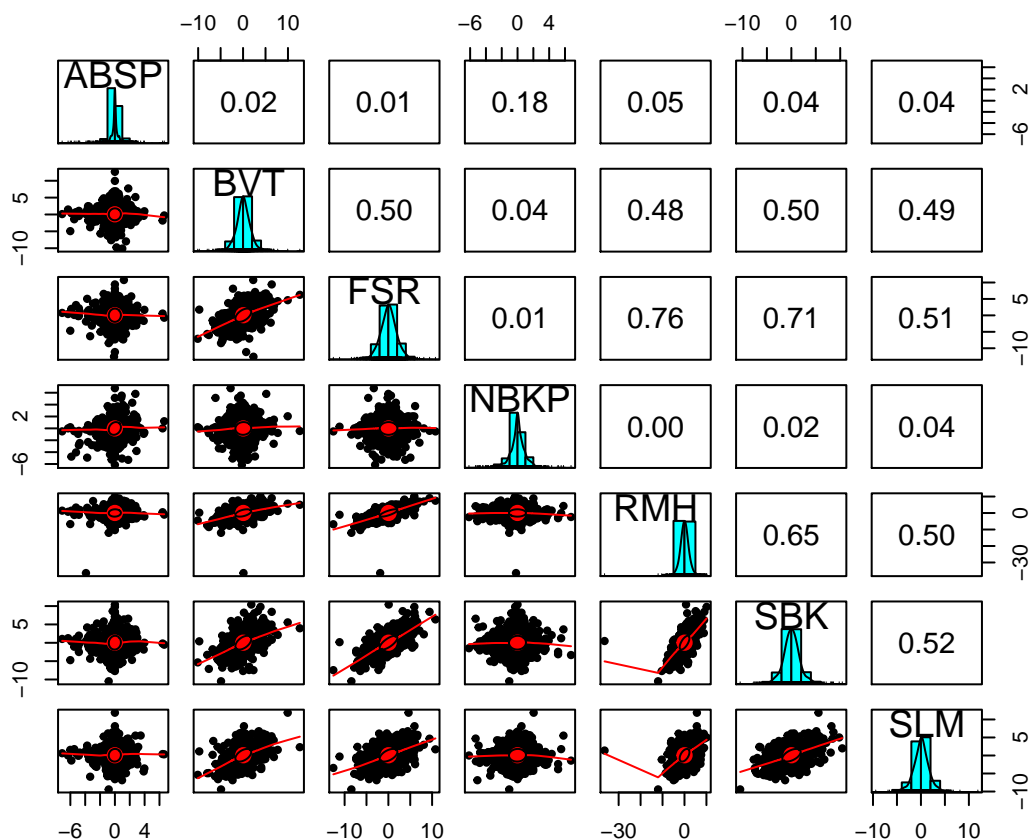 −10 0 10 −6 0 4 −10 0 10
ABSP 0.02 0.01 0.18 0.05 0.04 0.04 −6 2
−10 5 BVT 0.50 0.04 0.48 0.50 0.49
FSR 0.01 0.76 0.71 0.51 −10 5
−6 2 NBKP 0.00 0.02 0.04
RMH 0.65 0.50 −30 0
−10 5 SBK 0.52
SLM −10 5
−6 0 4 −10 0 10 −30 0 −10 0 10